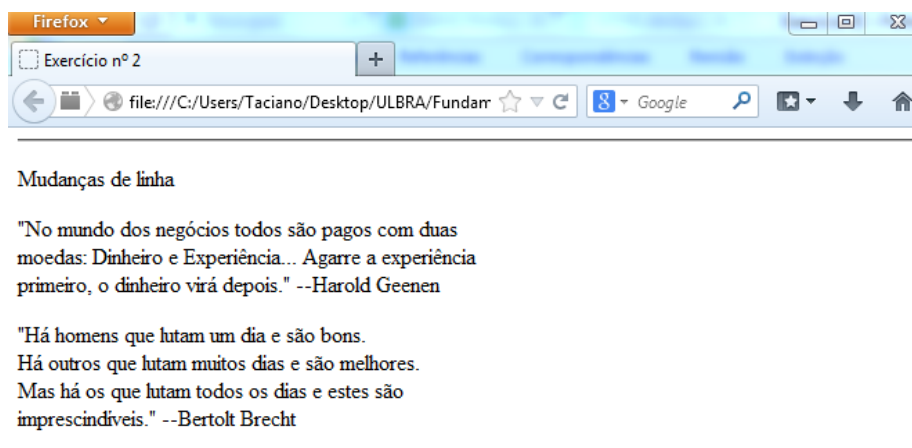 Firefox
Exercício nº 2
file:///C:/Users/Taciano/Desktop/ULBRA/Fundam
Google
Mudanças de linha
"No mundo dos negócios todos são pagos com duas
moedas: Dinheiro e Experiência... Agarre a experiência
primeiro, o dinheiro virá depois." --Harold Geenen
"Há homens que lutam um dia e são bons.
Há outros que lutam muitos dias e são melhores.
Mas há os que lutam todos os dias e estes são
imprescindíveis." --Bertolt Brecht